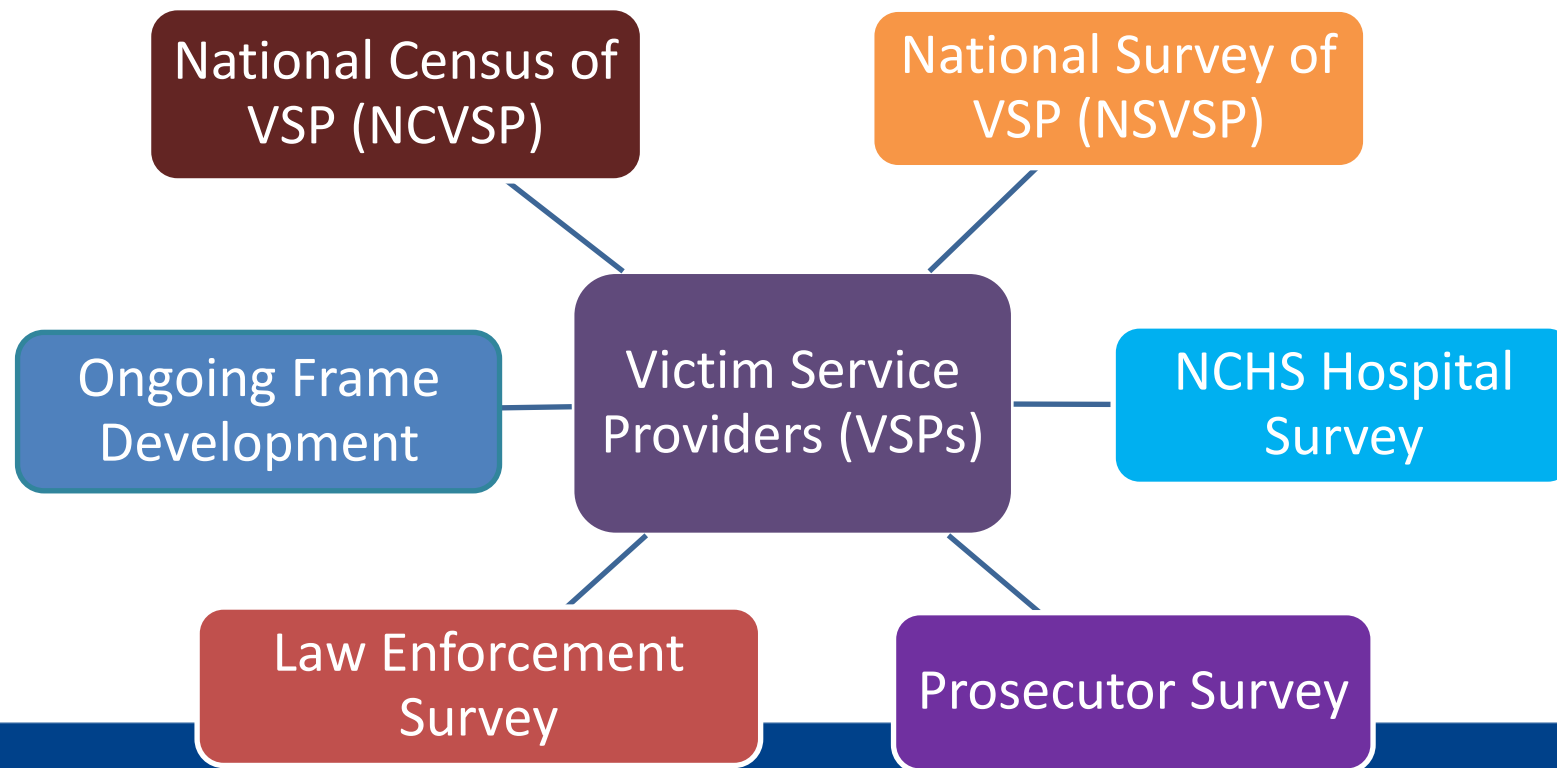 National Census of
VSP (NCVSP)
National Survey of
VSP (NSVSP)
Ongoing Frame
Development
Victim Service
Providers (VSPs)
NCHS Hospital
Survey
Law Enforcement
Survey
Prosecutor Survey